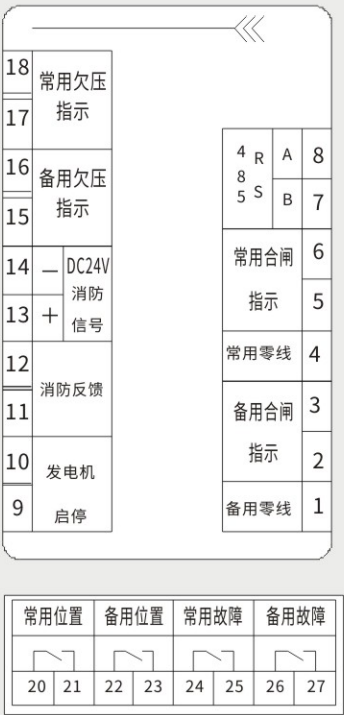 18
常用欠压
指示
17
16
备用欠压
指示
15
14
—
DC24V
消防
信号
13
+
12
消防反馈
11
10
发电机
启停
9
RS485
A
8
B
7
常用合闸
指示
6
5
常用零线
4
备用合闸
指示
3
2
备用零线
1
常用位置
备用位置
常用故障
备用故障
20 21 22 23 24 25 26 27